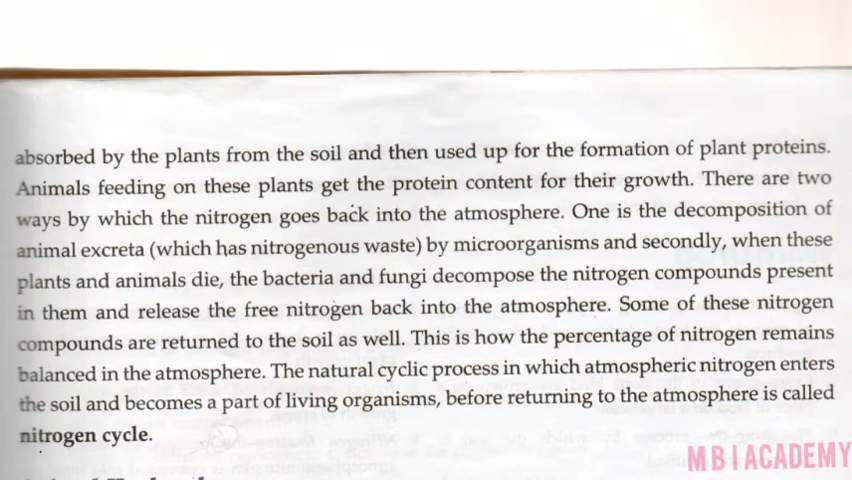 absorbed by the plants from the soil and then used up for the formation of plant proteins.
Animals feeding on these plants get the protein content for their growth. There are two
ways by which the nitrogen goes back into the atmosphere. One is the decomposition of
animal excreta (which has nitrogenous waste) by microorganisms and secondly, when these
plants and animals die, the bacteria and fungi decompose the nitrogen compounds present
in them and release the free nitrogen back into the atmosphere. Some of these nitrogen
compounds are returned to the soil as well. This is how the percentage of nitrogen remains
balanced in the atmosphere. The natural cyclic process in which atmospheric nitrogen enters
the soil and becomes a part of living organisms, before returning to the atmosphere is called
nitrogen cycle.
M B I ACADEMY